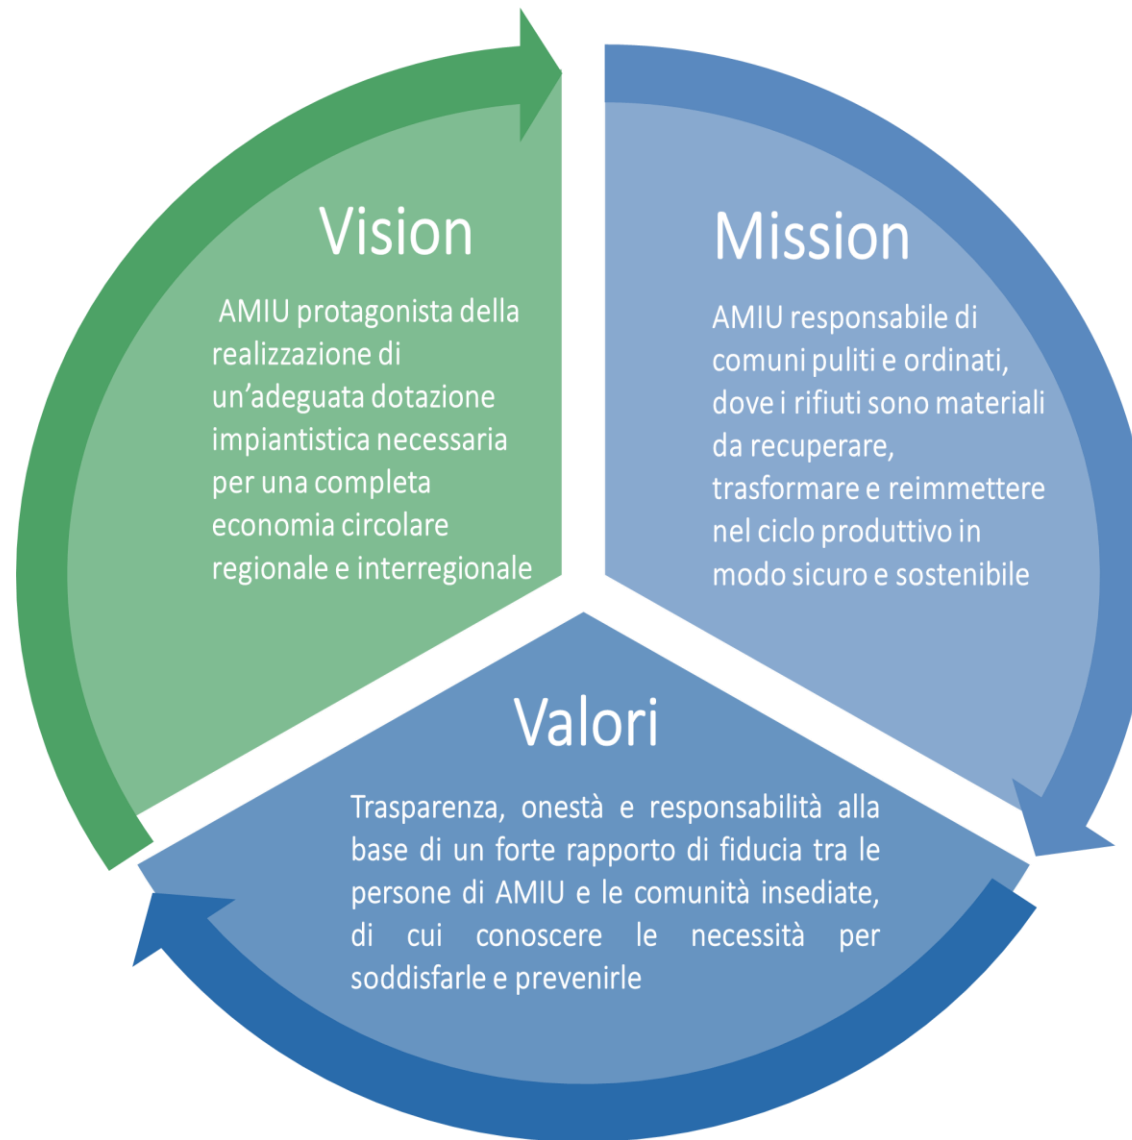 Vision
AMIU protagonista della
realizzazione di
un’adeguata dotazione
impiantistica necessaria
per una completa
economia circolare
regionale e interregionale
Mission
AMIU responsabile di
comuni puliti e ordinati,
dove i rifiuti sono materiali
da recuperare,
trasformare e reimmettere
nel ciclo produttivo in
modo sicuro e sostenibile
Valori
Trasparenza, onestà e responsabilità alla
base di un forte rapporto di fiducia tra le
persone di AMIU e le comunità insediate,
di cui conoscere le necessità per
soddisfarle e prevenirle